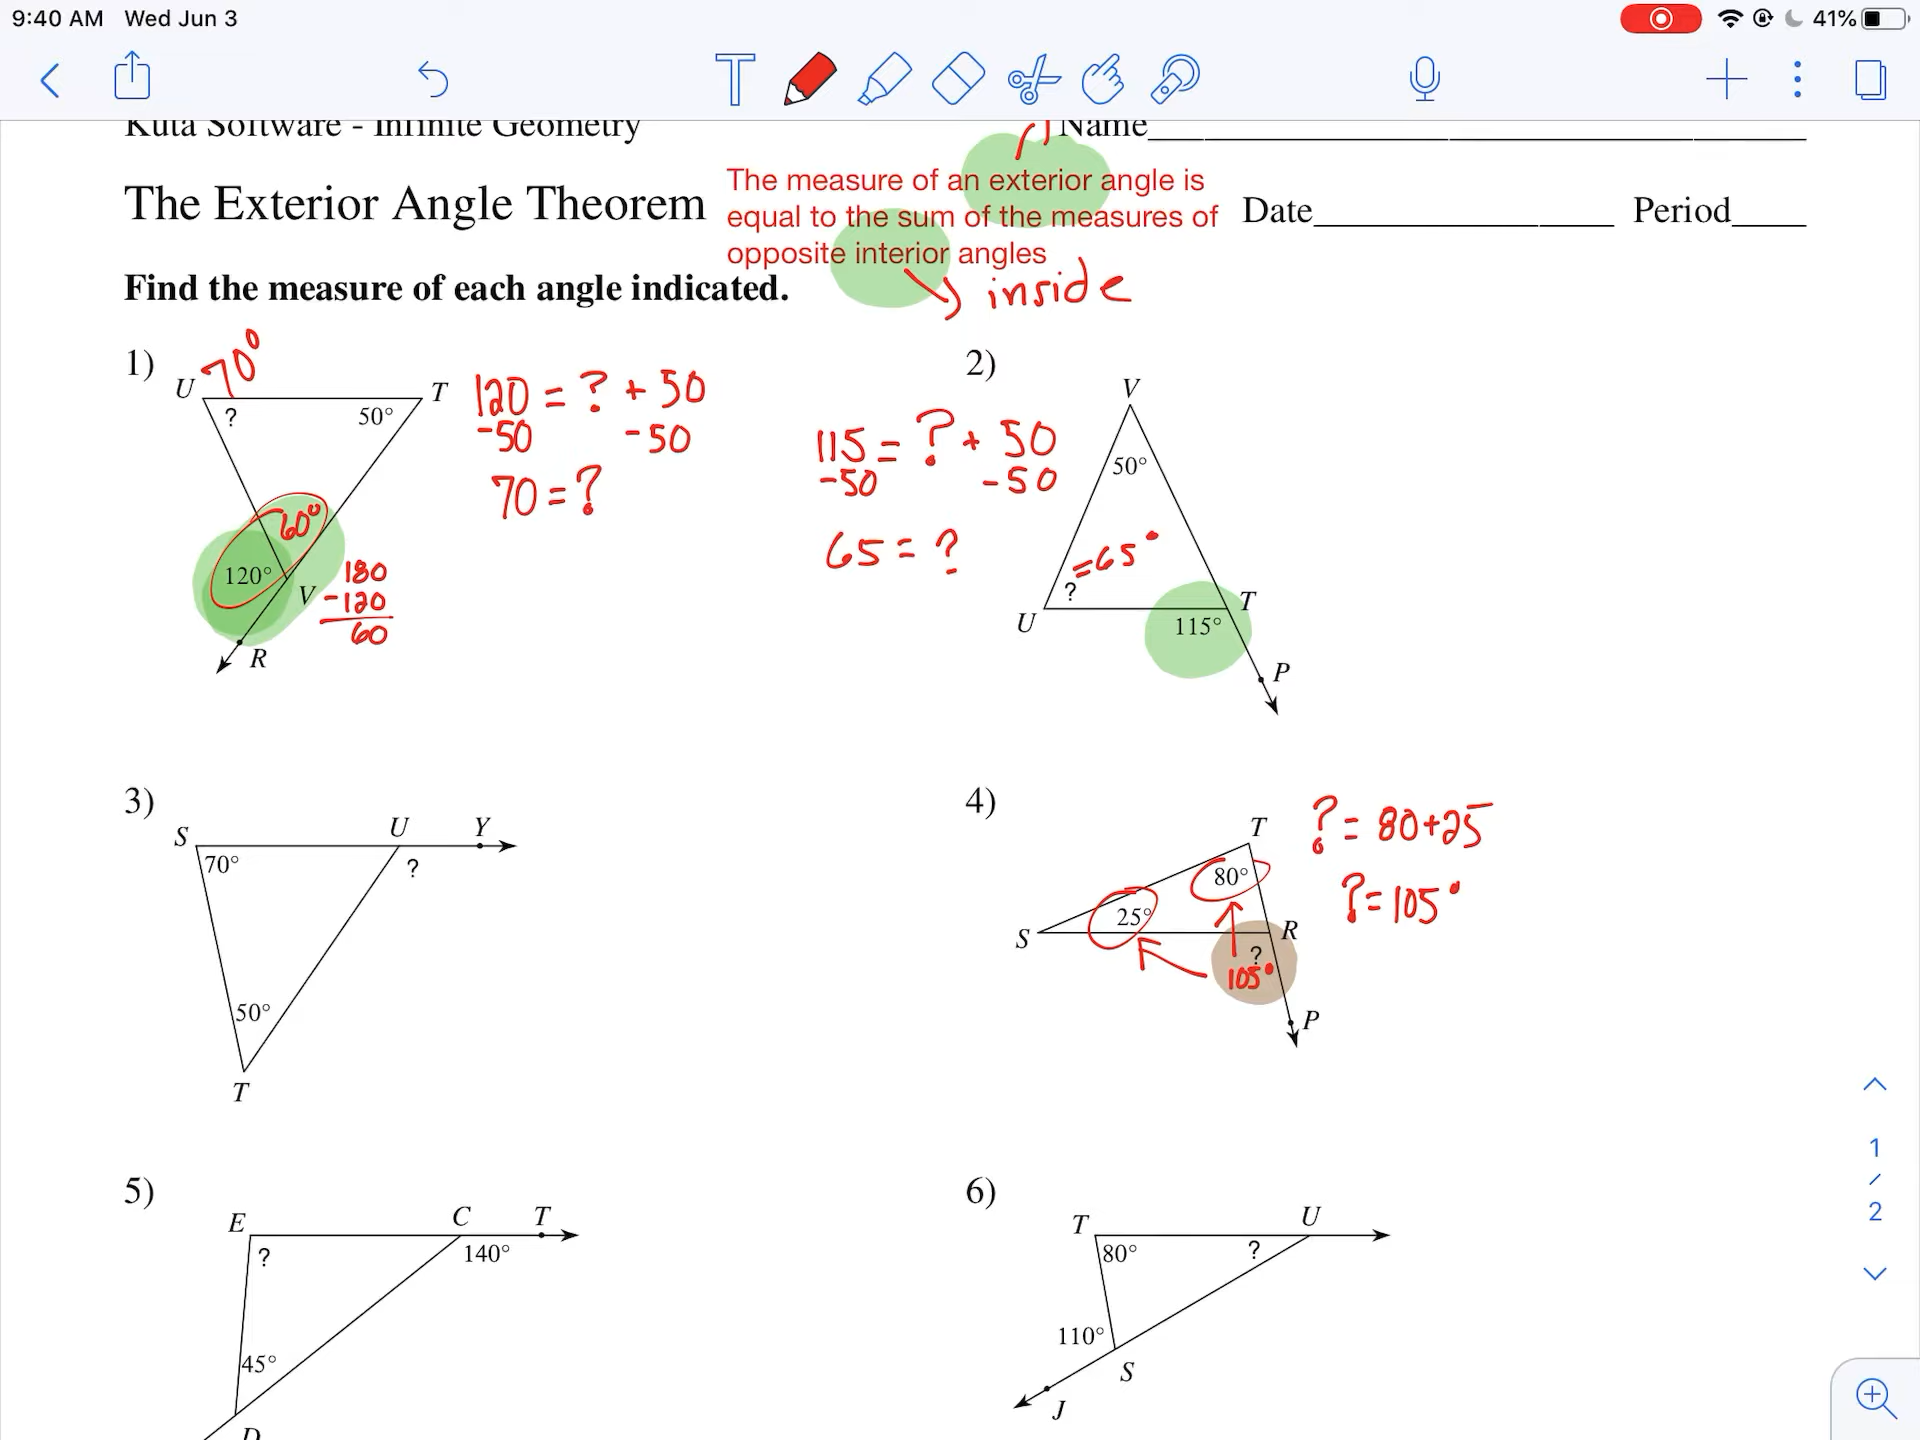 9:40 AM Wed Jun 3
41%
Kuta Software - Infinite Geometry
Name
The Exterior Angle Theorem
The measure of an exterior angle is
equal to the sum of the measures of
opposite interior angles
Date Period
inside
Find the measure of each angle indicated.
1)
70°
U
T
?
50°
120 = ? + 50
-50 -50
70 = ?
60°
120°
V
R
180
-120
60
2)
V
50°
115 = ? + 50
-50 -50
65 = ?
=65°
?
U
T
115°
P
3)
S
U
Y
70°
?
50°
T
4)
T
80°
25°
S
R
?
105°
P
? = 80+25
? = 105°
5)
E
C
T
?
140°
45°
D
6)
T
U
80°
?
110°
S
J
1
/
2